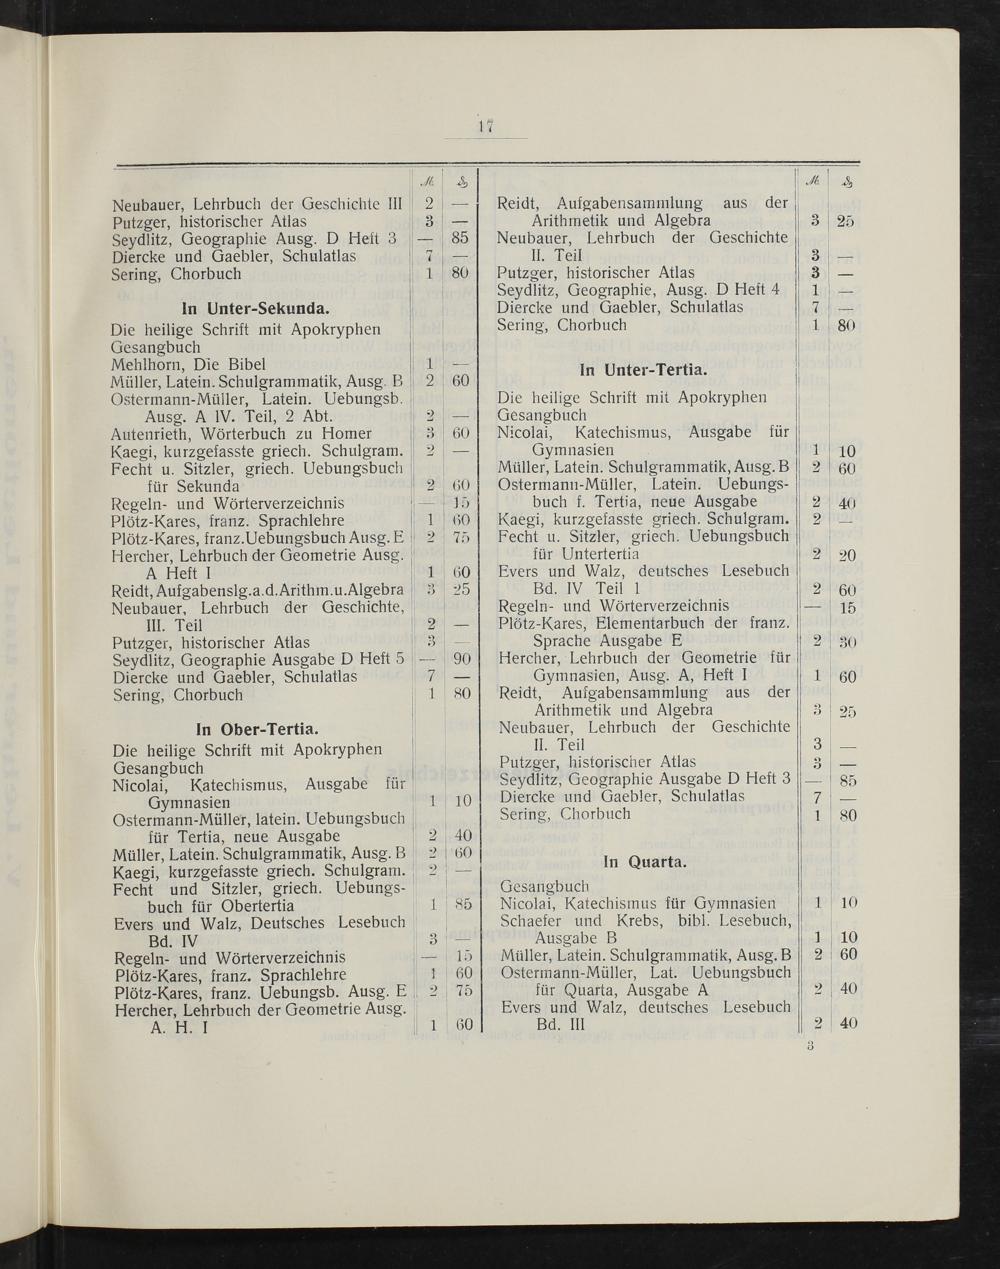 17
ℳ ₰
Neubauer, Lehrbuch der Geschichte III 2 —
Putzger, historischer Atlas 3 —
Seydlitz, Geographie Ausg. D Heft 3 — 85
Diercke und Gaebler, Schulatlas 7 —
Sering, Chorbuch 1 80
In Unter-Sekunda.
Die heilige Schrift mit Apokryphen
Gesangbuch
Mehlhorn, Die Bibel 1 —
Müller, Latein. Schulgrammatik, Ausg. B 2 60
Ostermann-Müller, Latein. Uebungsb.
Ausg. A IV. Teil, 2 Abt. 2 —
Autenrieth, Wörterbuch zu Homer 3 60
Kaegi, kurzgefasste griech. Schulgram. 2 —
Fecht u. Sitzler, griech. Uebungsbuch
für Sekunda 2 60
Regeln- und Wörterverzeichnis — 15
Plötz-Kares, franz. Sprachlehre 1 60
Plötz-Kares, franz.Uebungsbuch Ausg. E 2 75
Hercher, Lehrbuch der Geometrie Ausg.
A Heft I 1 60
Reidt, Aufgabenslg.a.d.Arithm.u.Algebra 3 25
Neubauer, Lehrbuch der Geschichte,
III. Teil 2 —
Putzger, historischer Atlas 3 —
Seydlitz, Geographie Ausgabe D Heft 5 — 90
Diercke und Gaebler, Schulatlas 7 —
Sering, Chorbuch 1 80
In Ober-Tertia.
Die heilige Schrift mit Apokryphen
Gesangbuch
Nicolai, Katechismus, Ausgabe für
Gymnasien 1 10
Ostermann-Müller, latein. Uebungsbuch
für Tertia, neue Ausgabe 2 40
Müller, Latein. Schulgrammatik, Ausg. B 2 60
Kaegi, kurzgefasste griech. Schulgram. 2 —
Fecht und Sitzler, griech. Uebungs-
buch für Obertertia 1 85
Evers und Walz, Deutsches Lesebuch
Bd. IV 3 —
Regeln- und Wörterverzeichnis — 15
Plötz-Kares, franz. Sprachlehre 1 60
Plötz-Kares, franz. Uebungsb. Ausg. E 2 75
Hercher, Lehrbuch der Geometrie Ausg.
A. H. I 1 60
ℳ ₰
Reidt, Aufgabensammlung aus der
Arithmetik und Algebra 3 25
Neubauer, Lehrbuch der Geschichte
II. Teil 3 —
Putzger, historischer Atlas 3 —
Seydlitz, Geographie, Ausg. D Heft 4 1 —
Diercke und Gaebler, Schulatlas 7 —
Sering, Chorbuch 1 80
In Unter-Tertia.
Die heilige Schrift mit Apokryphen
Gesangbuch
Nicolai, Katechismus, Ausgabe für
Gymnasien 1 10
Müller, Latein. Schulgrammatik, Ausg. B 2 60
Ostermann-Müller, Latein. Uebungs-
buch f. Tertia, neue Ausgabe 2 40
Kaegi, kurzgefasste griech. Schulgram. 2 —
Fecht u. Sitzler, griech. Uebungsbuch
für Untertertia 2 20
Evers und Walz, deutsches Lesebuch
Bd. IV Teil 1 2 60
Regeln- und Wörterverzeichnis — 15
Plötz-Kares, Elementarbuch der franz.
Sprache Ausgabe E 2 30
Hercher, Lehrbuch der Geometrie für
Gymnasien, Ausg. A, Heft I 1 60
Reidt, Aufgabensammlung aus der
Arithmetik und Algebra 3 25
Neubauer, Lehrbuch der Geschichte
II. Teil 3 —
Putzger, historischer Atlas 3 —
Seydlitz, Geographie Ausgabe D Heft 3 — 85
Diercke und Gaebler, Schulatlas 7 —
Sering, Chorbuch 1 80
In Quarta.
Gesangbuch
Nicolai, Katechismus für Gymnasien 1 10
Schaefer und Krebs, bibl. Lesebuch,
Ausgabe B 1 10
Müller, Latein. Schulgrammatik, Ausg. B 2 60
Ostermann-Müller, Lat. Uebungsbuch
für Quarta, Ausgabe A 2 40
Evers und Walz, deutsches Lesebuch
Bd. III 2 40
3